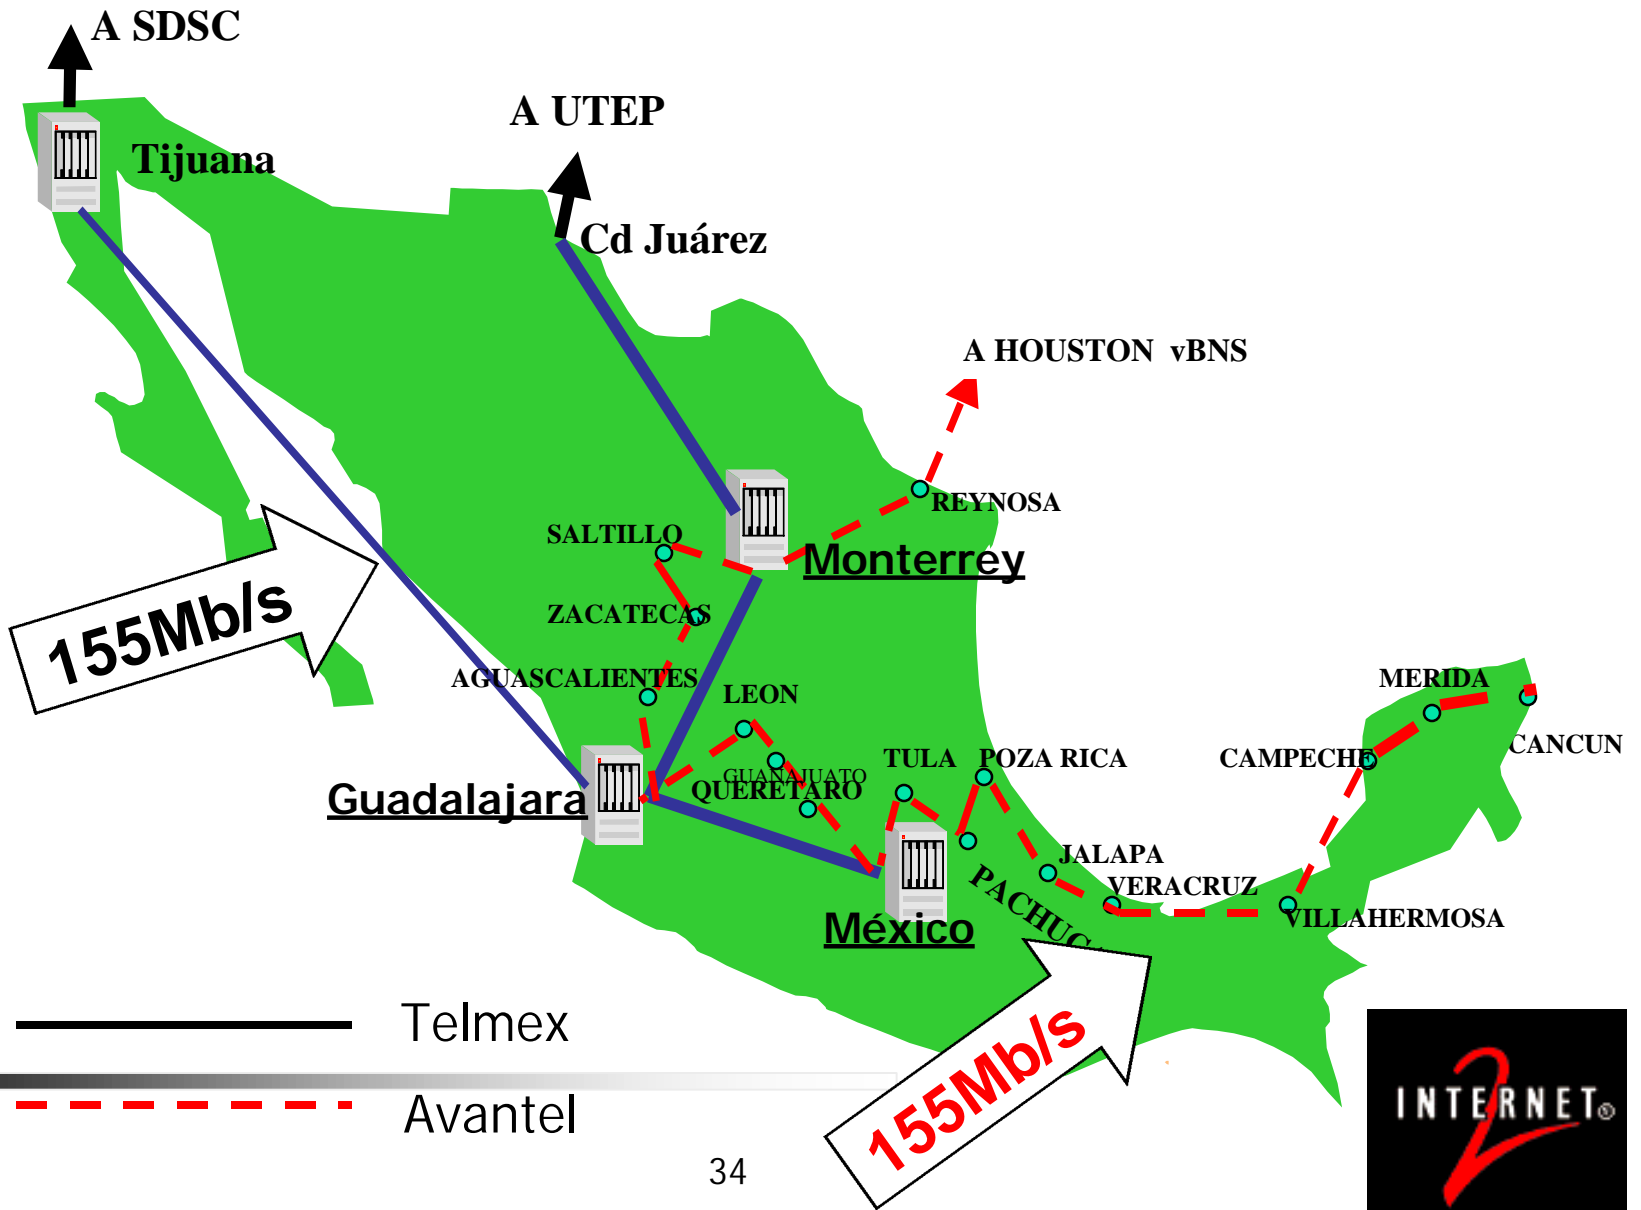 A SDSC
A UTEP
Tijuana
Cd Juárez
A HOUSTON vBNS
REYNOSA
SALTILLO
Monterrey
155Mb/s
ZACATECAS
AGUASCALIENTES
LEON
MERIDA
CANCUN
TULA
POZA RICA
CAMPECHE
GUANAJUATO
QUERETARO
Guadalajara
JALAPA
VERACRUZ
PACHUCA
VILLAHERMOSA
México
155Mb/s
Telmex
Avantel
INTERNET®
2
34